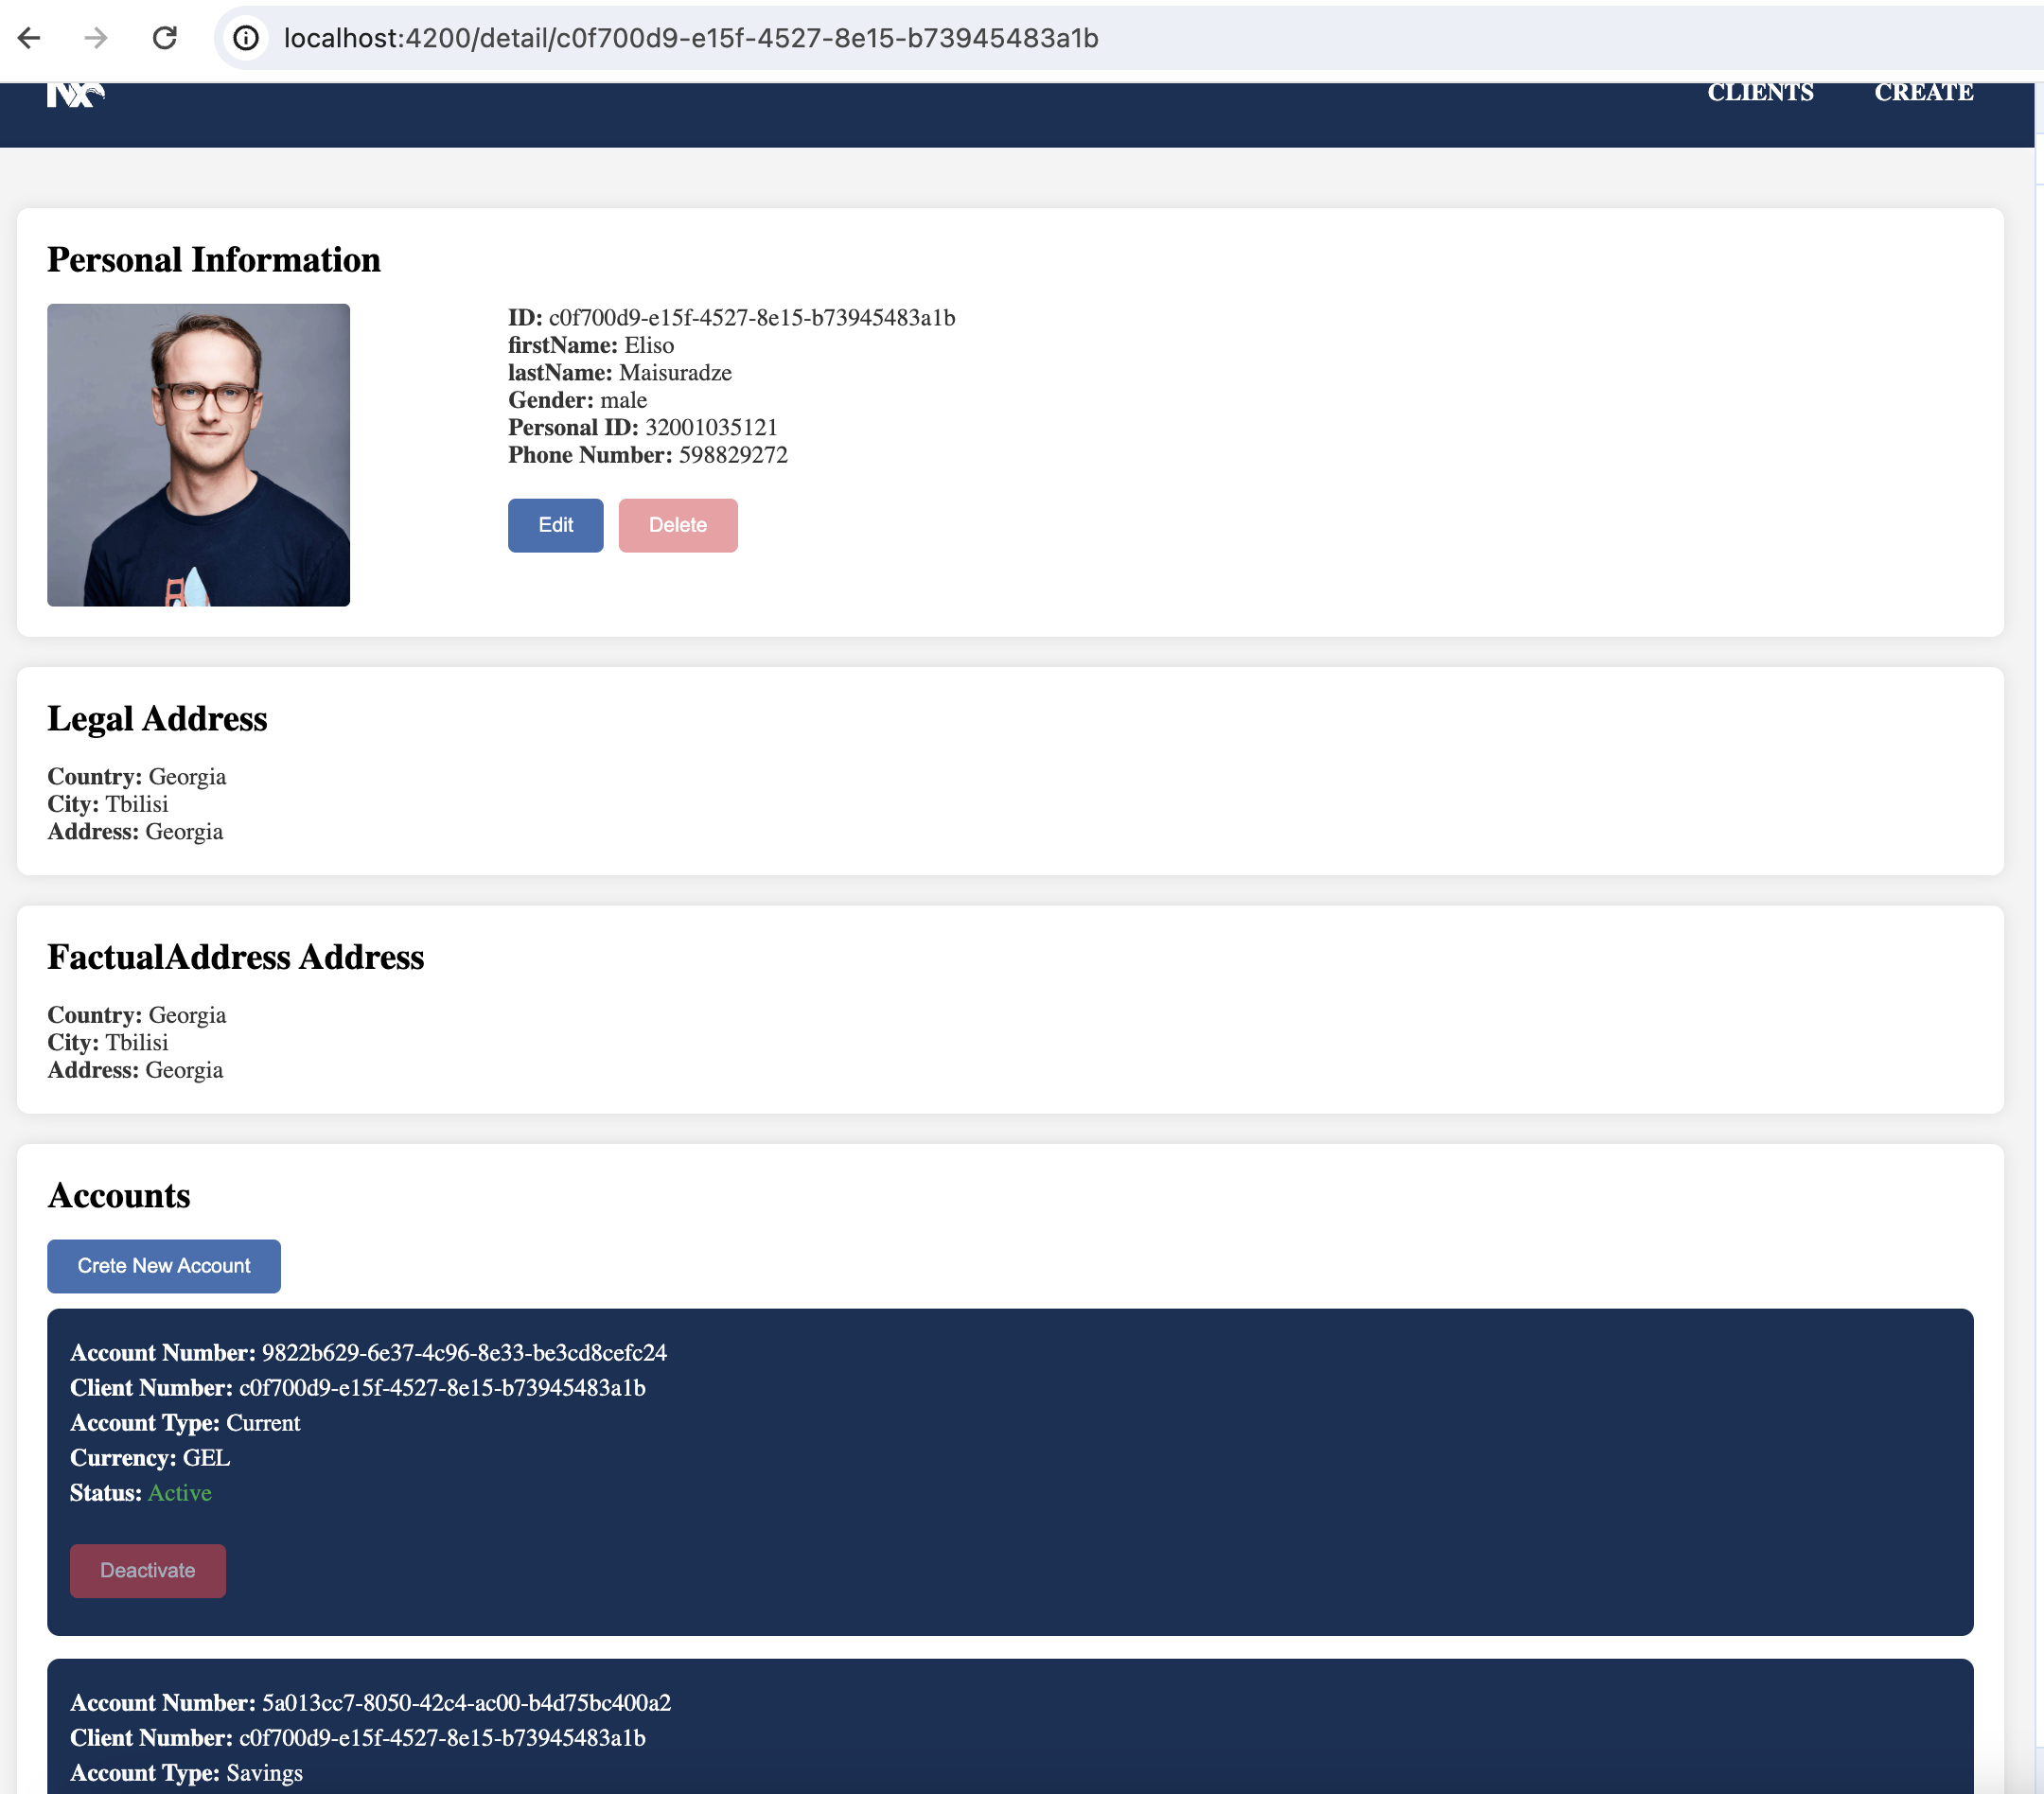 localhost:4200/detail/c0f700d9-e15f-4527-8e15-b73945483a1b
CLIENTS CREATE
Personal Information
ID: c0f700d9-e15f-4527-8e15-b73945483a1b
firstName: Eliso
lastName: Maisuradze
Gender: male
Personal ID: 32001035121
Phone Number: 598829272
Edit Delete
Legal Address
Country: Georgia
City: Tbilisi
Address: Georgia
FactualAddress Address
Country: Georgia
City: Tbilisi
Address: Georgia
Accounts
Crete New Account
Account Number: 9822b629-6e37-4c96-8e33-be3cd8cefc24
Client Number: c0f700d9-e15f-4527-8e15-b73945483a1b
Account Type: Current
Currency: GEL
Status: Active
Deactivate
Account Number: 5a013cc7-8050-42c4-ac00-b4d75bc400a2
Client Number: c0f700d9-e15f-4527-8e15-b73945483a1b
Account Type: Savings